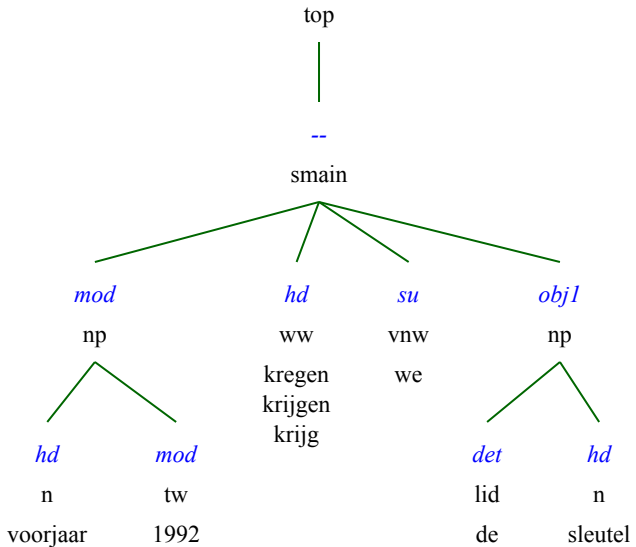 top
--
smain
mod hd su obj1
np ww vnw np
kregen we
krijgen
krijg
hd mod det hd
n tw lid n
voorjaar 1992 de sleutel